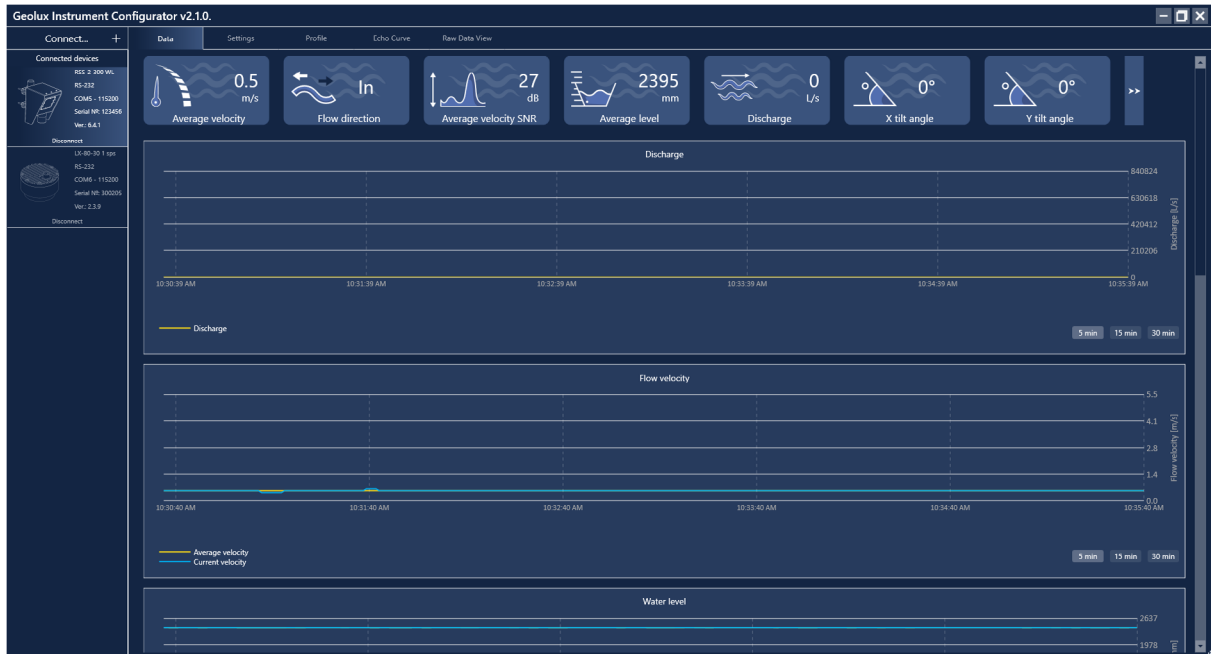 Geolux Instrument Configurator v2.1.0.
Connect... +
Data Settings Profile Echo Curve Raw Data View
Connected devices
RSS-2-300 WL
RS-232
COM5 - 115200
Serial №: 123456
Ver.: 6.4.1
Disconnect
LX-80-30 1 sps
RS-232
COM6 - 115200
Serial №: 300205
Ver.: 2.3.9
Disconnect
0.5
m/s
Average velocity
In
Flow direction
27
dB
Average velocity SNR
2395
mm
Average level
0
L/s
Discharge
0°
X tilt angle
0°
Y tilt angle
Discharge
840824
630618
420412
210206
0
Discharge [L/s]
10:30:39 AM 10:31:39 AM 10:32:39 AM 10:33:39 AM 10:34:39 AM 10:35:39 AM
Discharge
5 min 15 min 30 min
Flow velocity
5.5
4.1
2.8
1.4
0.0
Flow velocity [m/s]
10:30:40 AM 10:31:40 AM 10:32:40 AM 10:33:40 AM 10:34:40 AM 10:35:40 AM
Average velocity
Current velocity
5 min 15 min 30 min
Water level
2637
1978